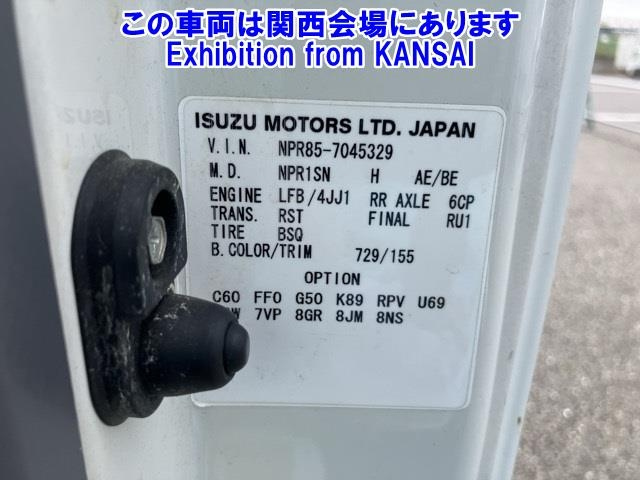 この車両は関西会場にあります
Exhibition from KANSAI
ISUZU MOTORS LTD. JAPAN
V.I.N. NPR85-7045329
M.D. NPR1SN H AE/BE
ENGINE LFB/4JJ1 RR AXLE 6CP
TRANS. RST FINAL RU1
TIRE BSQ
B.COLOR/TRIM 729/155
OPTION
C60 FF0 G50 K89 RPV U69
7VP 8GR 8JM 8NS